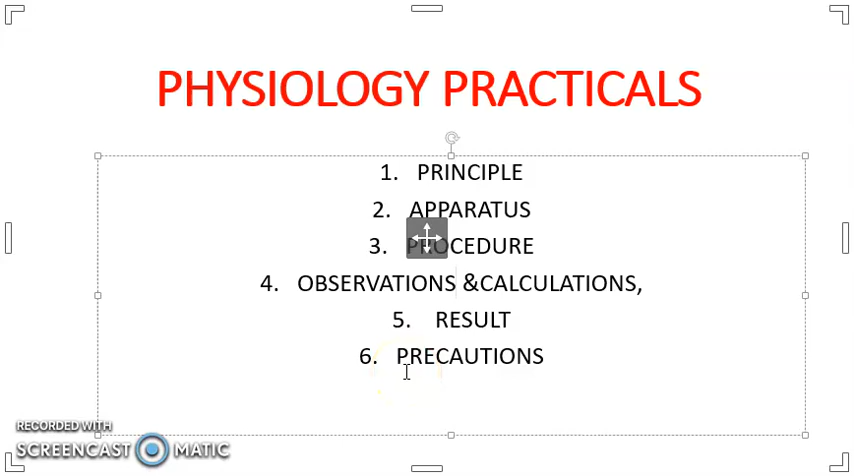 PHYSIOLOGY PRACTICALS
1. PRINCIPLE
2. APPARATUS
3. PROCEDURE
4. OBSERVATIONS &CALCULATIONS,
5. RESULT
6. PRECAUTIONS
RECORDED WITH
SCREENCAST MATIC